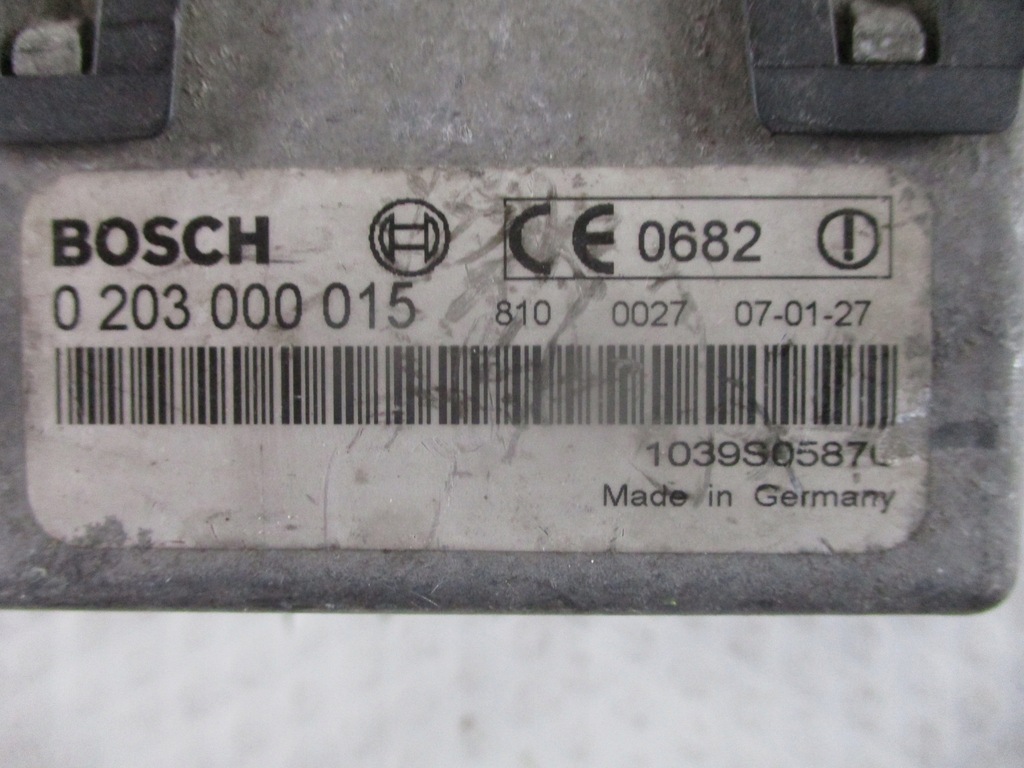 BOSCH CE 0682
0 203 000 015 810 0027 07-01-27
Made in Germany